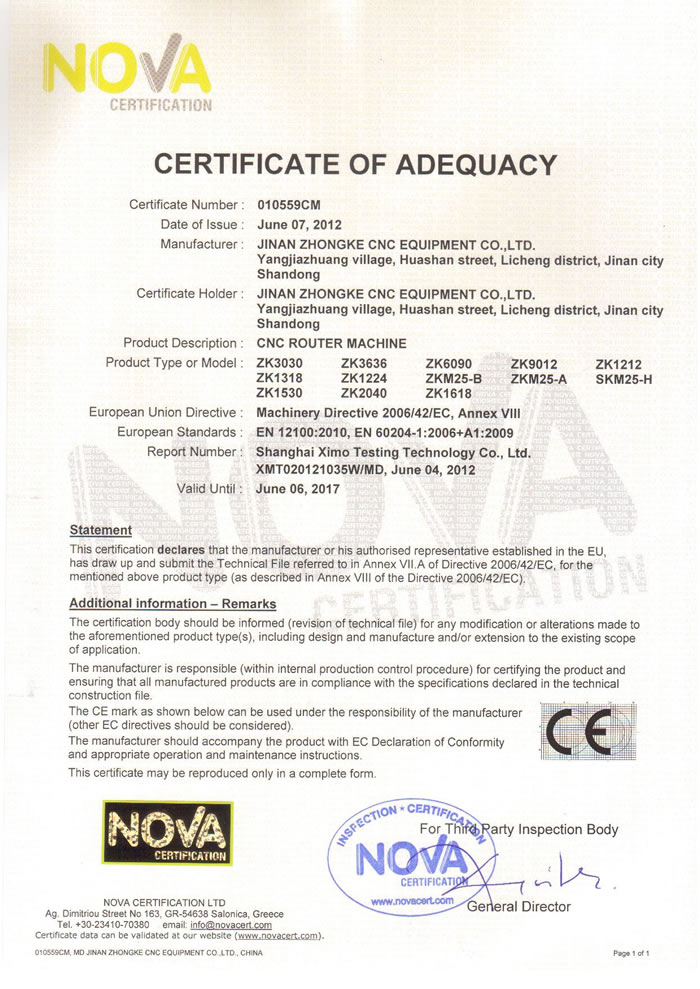 NOVA
CERTIFICATION
CERTIFICATE OF ADEQUACY
Certificate Number : 010559CM
Date of Issue : June 07, 2012
Manufacturer : JINAN ZHONGKE CNC EQUIPMENT CO.,LTD.
Yangjiazhuang village, Huashan street, Licheng district, Jinan city
Shandong
Certificate Holder : JINAN ZHONGKE CNC EQUIPMENT CO.,LTD.
Yangjiazhuang village, Huashan street, Licheng district, Jinan city
Shandong
Product Description : CNC ROUTER MACHINE
Product Type or Model : ZK3030 ZK3636 ZK6090 ZK9012 ZK1212
ZK1318 ZK1224 ZKM25-B ZKM25-A SKM25-H
ZK1530 ZK2040 ZK1618
European Union Directive : Machinery Directive 2006/42/EC, Annex VIII
European Standards : EN 12100:2010, EN 60204-1:2006+A1:2009
Report Number : Shanghai Ximo Testing Technology Co., Ltd.
XMT020121035W/MD, June 04, 2012
Valid Until : June 06, 2017
NOVA
CERTIFICATION
Statement
This certification declares that the manufacturer or his authorised representative established in the EU,
has draw up and submit the Technical File referred to in Annex VII.A of Directive 2006/42/EC, for the
mentioned above product type (as described in Annex VIII of the Directive 2006/42/EC).
Additional information – Remarks
The certification body should be informed (revision of technical file) for any modification or alterations made to
the aforementioned product type(s), including design and manufacture and/or extension to the existing scope
of application.
The manufacturer is responsible (within internal production control procedure) for certifying the product and
ensuring that all manufactured products are in compliance with the specifications declared in the technical
construction file.
The CE mark as shown below can be used under the responsibility of the manufacturer
(other EC directives should be considered).
The manufacturer should accompany the product with EC Declaration of Conformity
and appropriate operation and maintenance instructions.
This certificate may be reproduced only in a complete form.
CE
NOVA
CERTIFICATION
INSPECTION * CERTIFICATION
NOVA
CERTIFICATION
www.novacert.com
For Third Party Inspection Body
General Director
NOVA CERTIFICATION LTD
Ag. Dimitriou Street No 163, GR-54638 Salonica, Greece
Tel. +30-23410-70380 email: info@novacert.com
Certificate data can be validated at our website (www.novacert.com).
010559CM, MD JINAN ZHONGKE CNC EQUIPMENT CO.,LTD., CHINA
Page 1 of 1